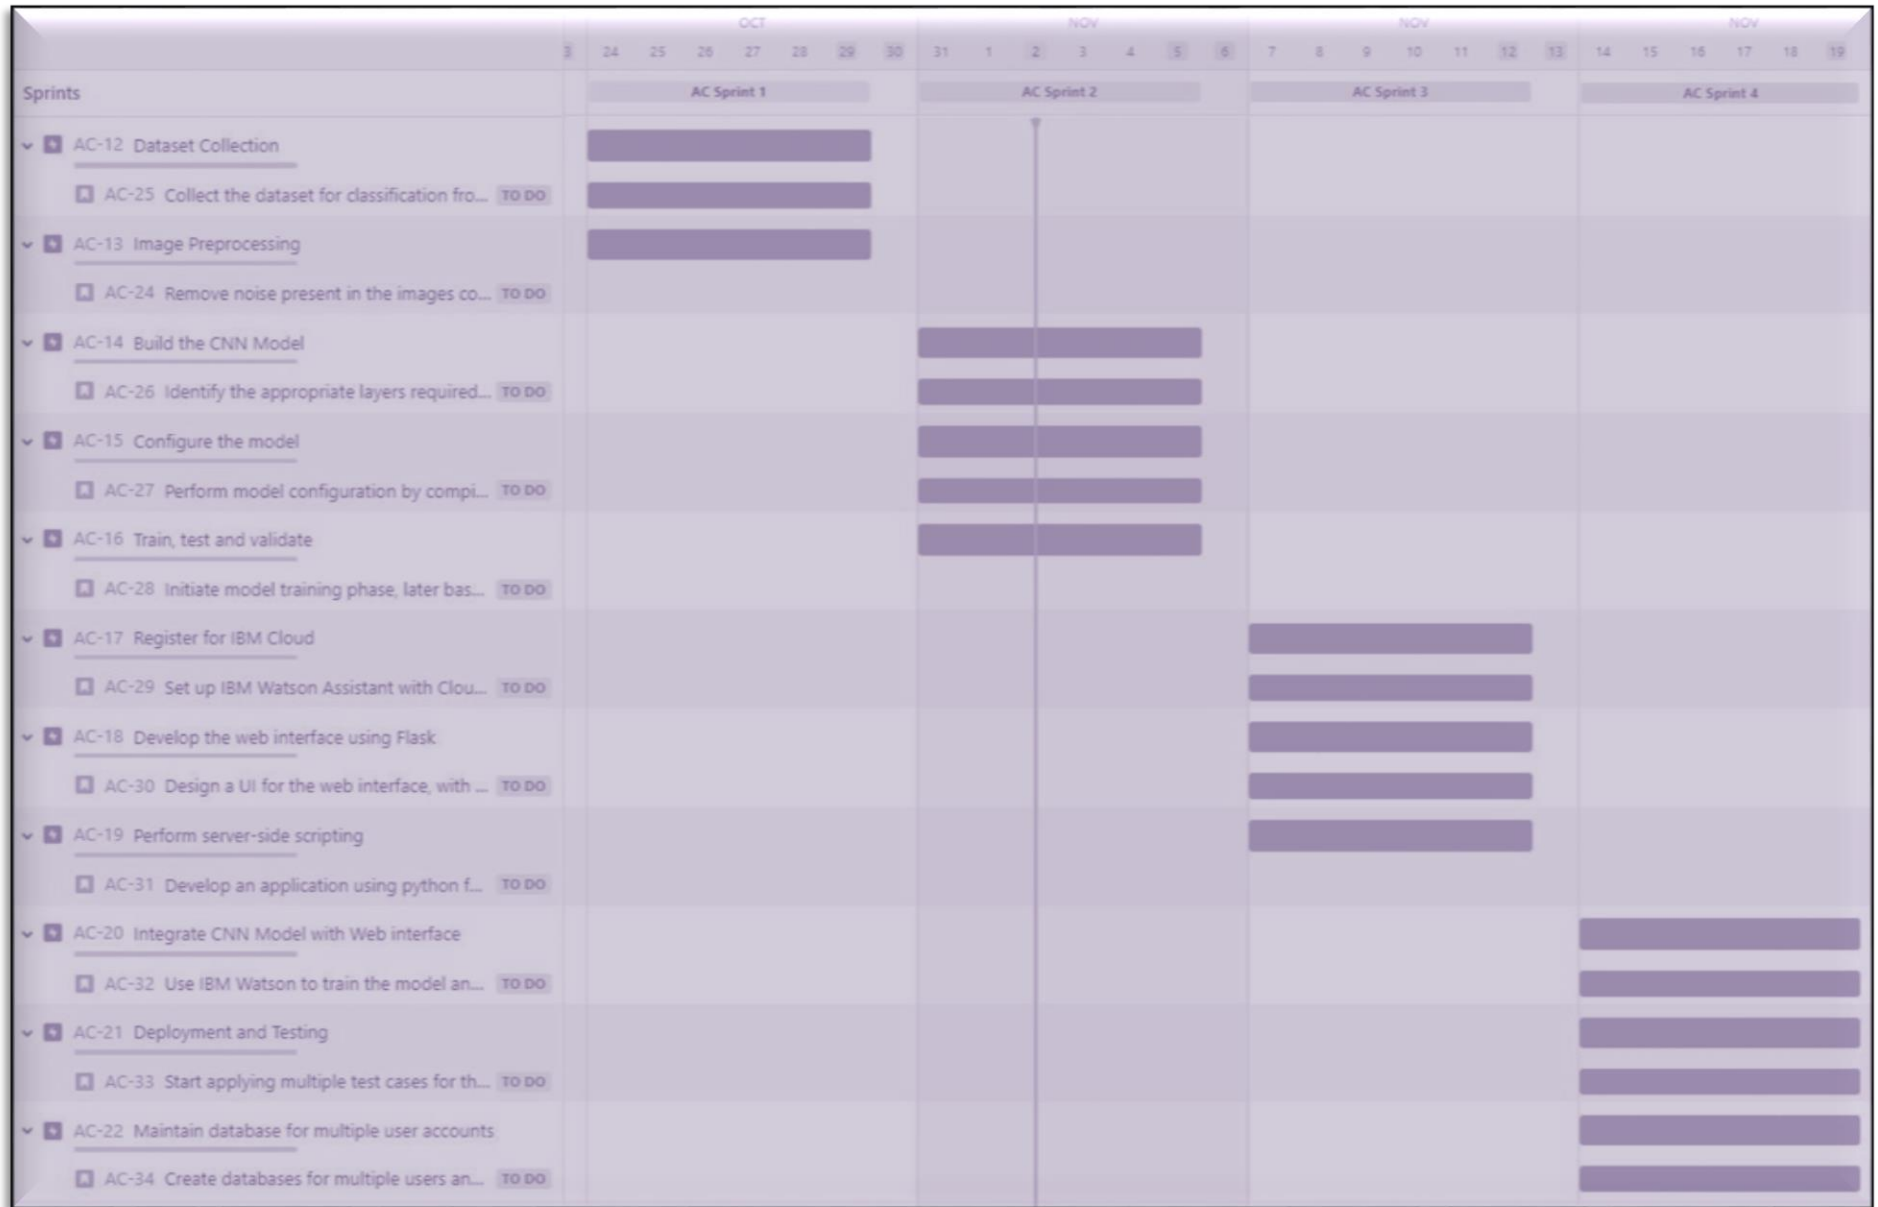 OCT NOV NOV NOV
3 24 25 26 27 28 29 30 31 1 2 3 4 5 6 7 8 9 10 11 12 13 14 15 16 17 18 19
Sprints AC Sprint 1 AC Sprint 2 AC Sprint 3 AC Sprint 4
AC-12 Dataset Collection
AC-25 Collect the dataset for classification fro... TO DO
AC-13 Image Preprocessing
AC-24 Remove noise present in the images co... TO DO
AC-14 Build the CNN Model
AC-26 Identify the appropriate layers required... TO DO
AC-15 Configure the model
AC-27 Perform model configuration by compi... TO DO
AC-16 Train, test and validate
AC-28 Initiate model training phase, later bas... TO DO
AC-17 Register for IBM Cloud
AC-29 Set up IBM Watson Assistant with Clou... TO DO
AC-18 Develop the web interface using Flask
AC-30 Design a UI for the web interface, with ... TO DO
AC-19 Perform server-side scripting
AC-31 Develop an application using python f... TO DO
AC-20 Integrate CNN Model with Web interface
AC-32 Use IBM Watson to train the model an... TO DO
AC-21 Deployment and Testing
AC-33 Start applying multiple test cases for th... TO DO
AC-22 Maintain database for multiple user accounts
AC-34 Create databases for multiple users an... TO DO